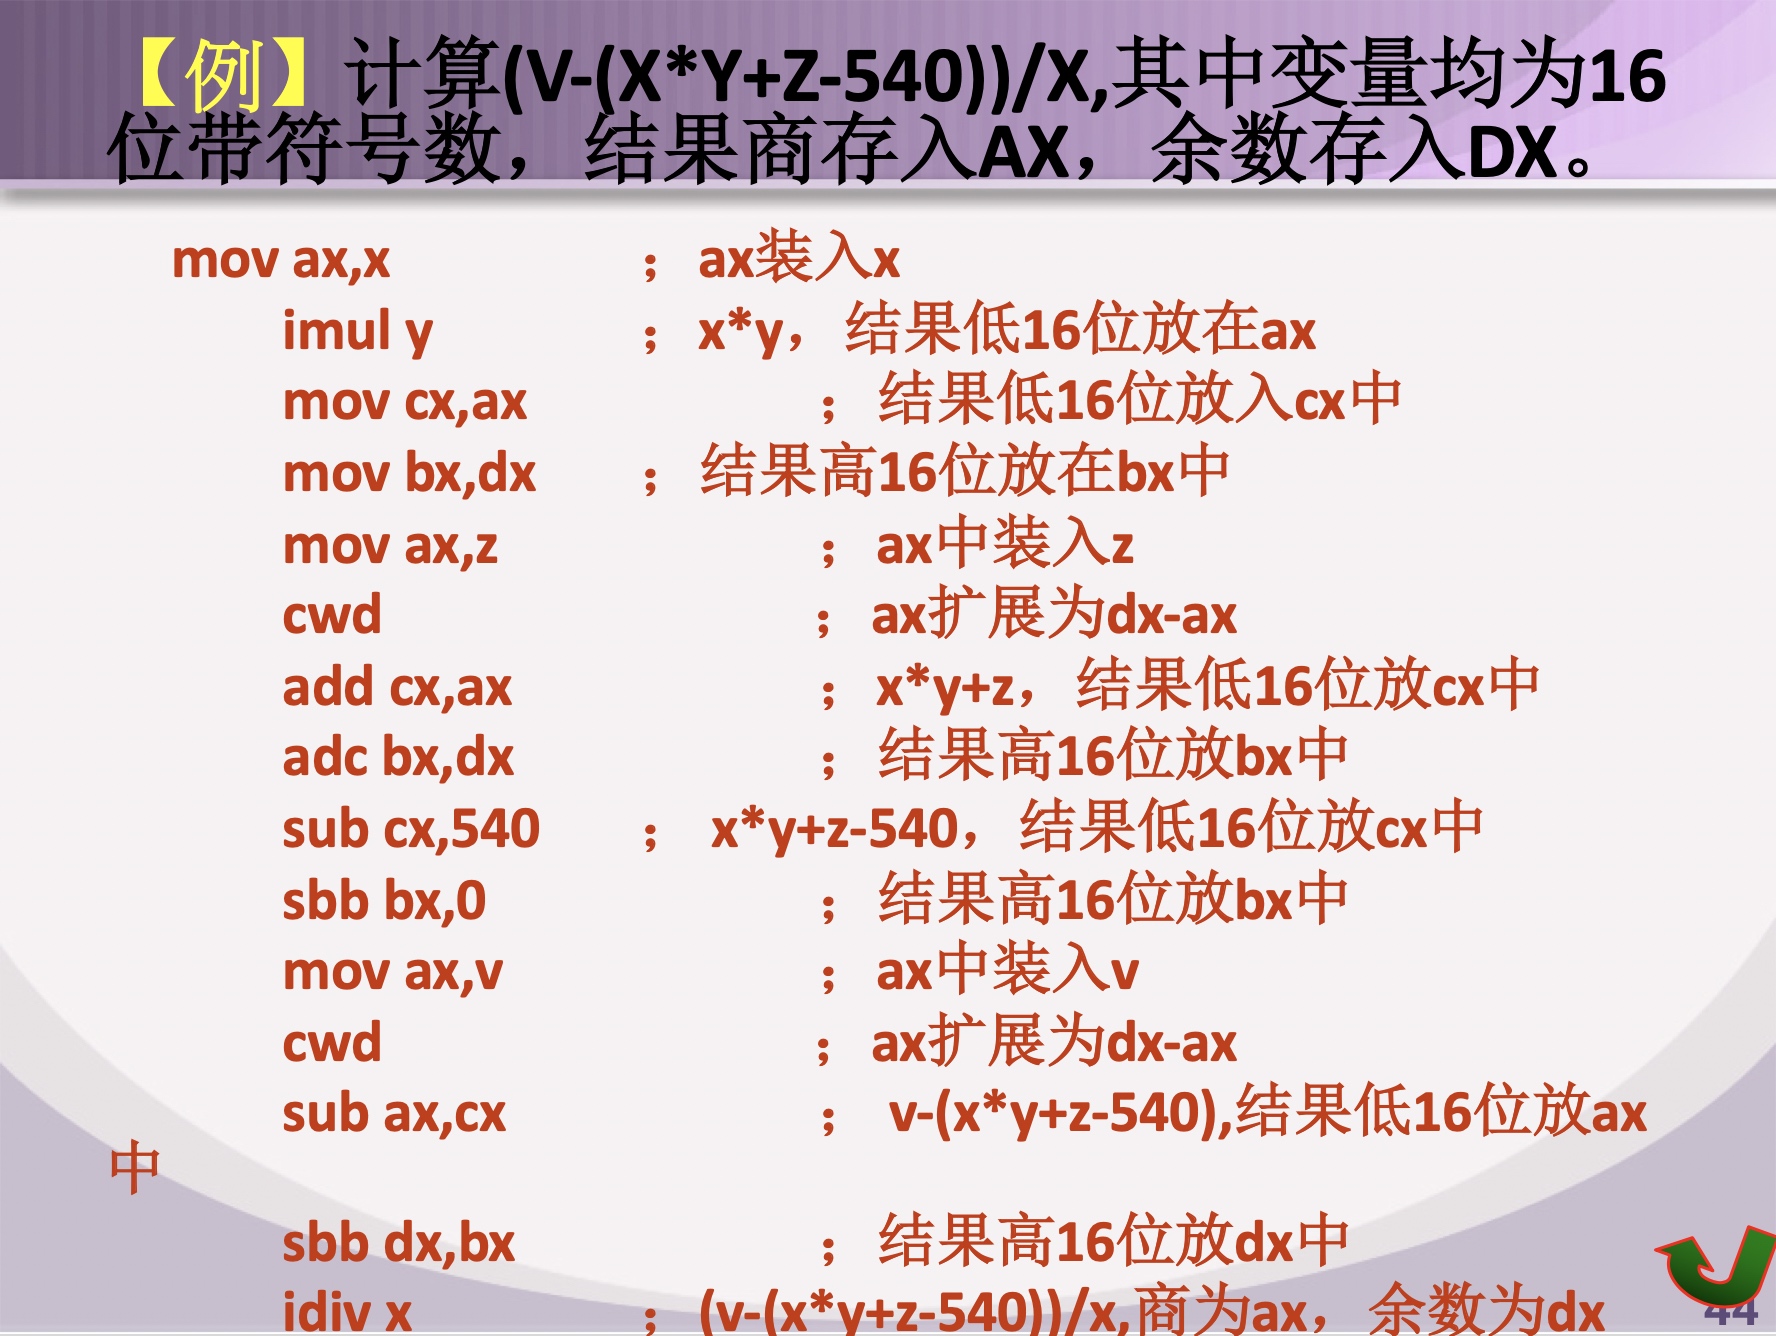 【例】计算(V-(X*Y+Z-540))/X,其中变量均为16
位带符号数，结果商存入AX，余数存入DX。
mov ax,x ；ax装入x
imul y ；x*y，结果低16位放在ax
mov cx,ax ；结果低16位放入cx中
mov bx,dx ；结果高16位放在bx中
mov ax,z ；ax中装入z
cwd ；ax扩展为dx-ax
add cx,ax ；x*y+z，结果低16位放cx中
adc bx,dx ；结果高16位放bx中
sub cx,540 ； x*y+z-540，结果低16位放cx中
sbb bx,0 ；结果高16位放bx中
mov ax,v ；ax中装入v
cwd ；ax扩展为dx-ax
sub ax,cx ； v-(x*y+z-540),结果低16位放ax
中
sbb dx,bx ；结果高16位放dx中
idiv x ；(v-(x*y+z-540))/x,商为ax，余数为dx
44